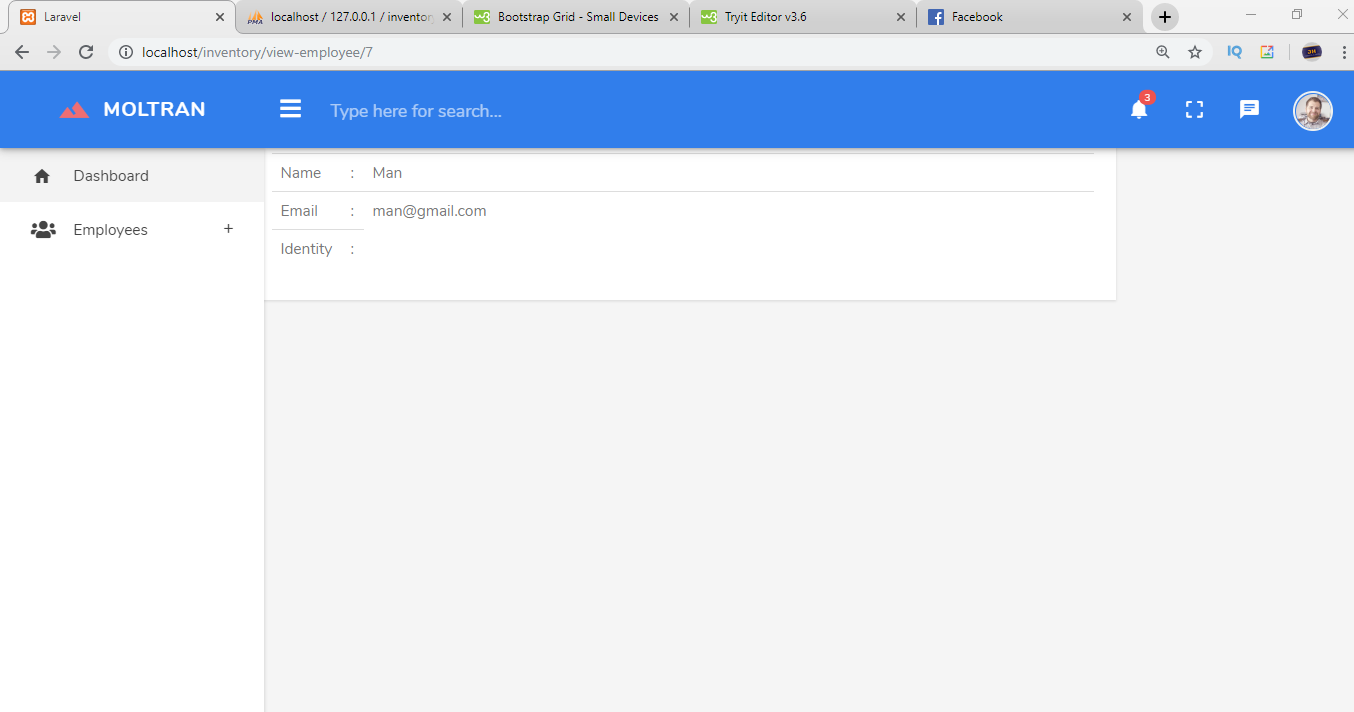 Laravel
localhost / 127.0.0.1 / inventor
Bootstrap Grid - Small Devices
Tryit Editor v3.6
Facebook
localhost/inventory/view-employee/7
IQ
MOLTRAN
Type here for search...
3
Dashboard
Name : Man
Employees +
Email : man@gmail.com
Identity :